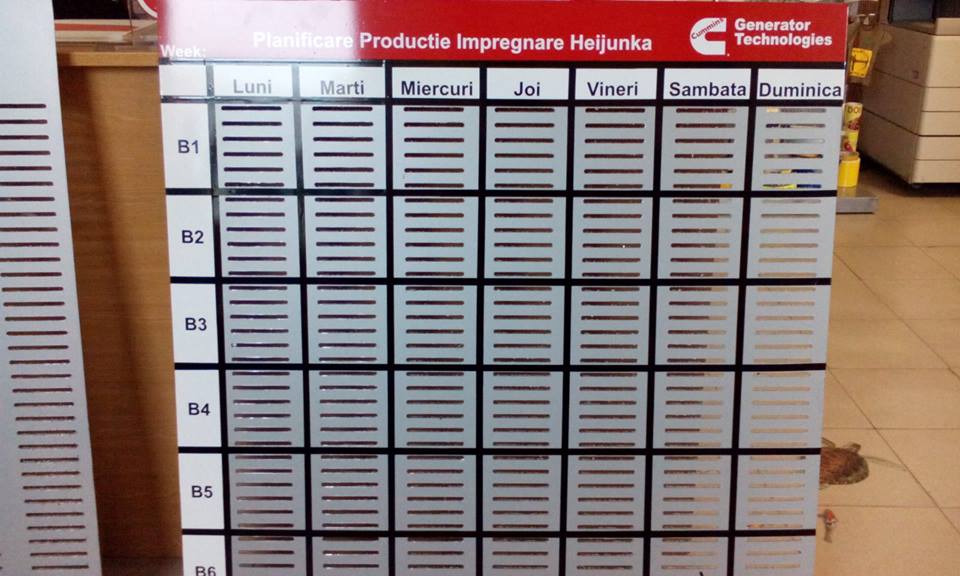 Week:
Planificare Productie Impregnare Heijunka
Cummins
Generator
Technologies
Luni Marti Miercuri Joi Vineri Sambata Duminica
B1
B2
B3
B4
B5
B6